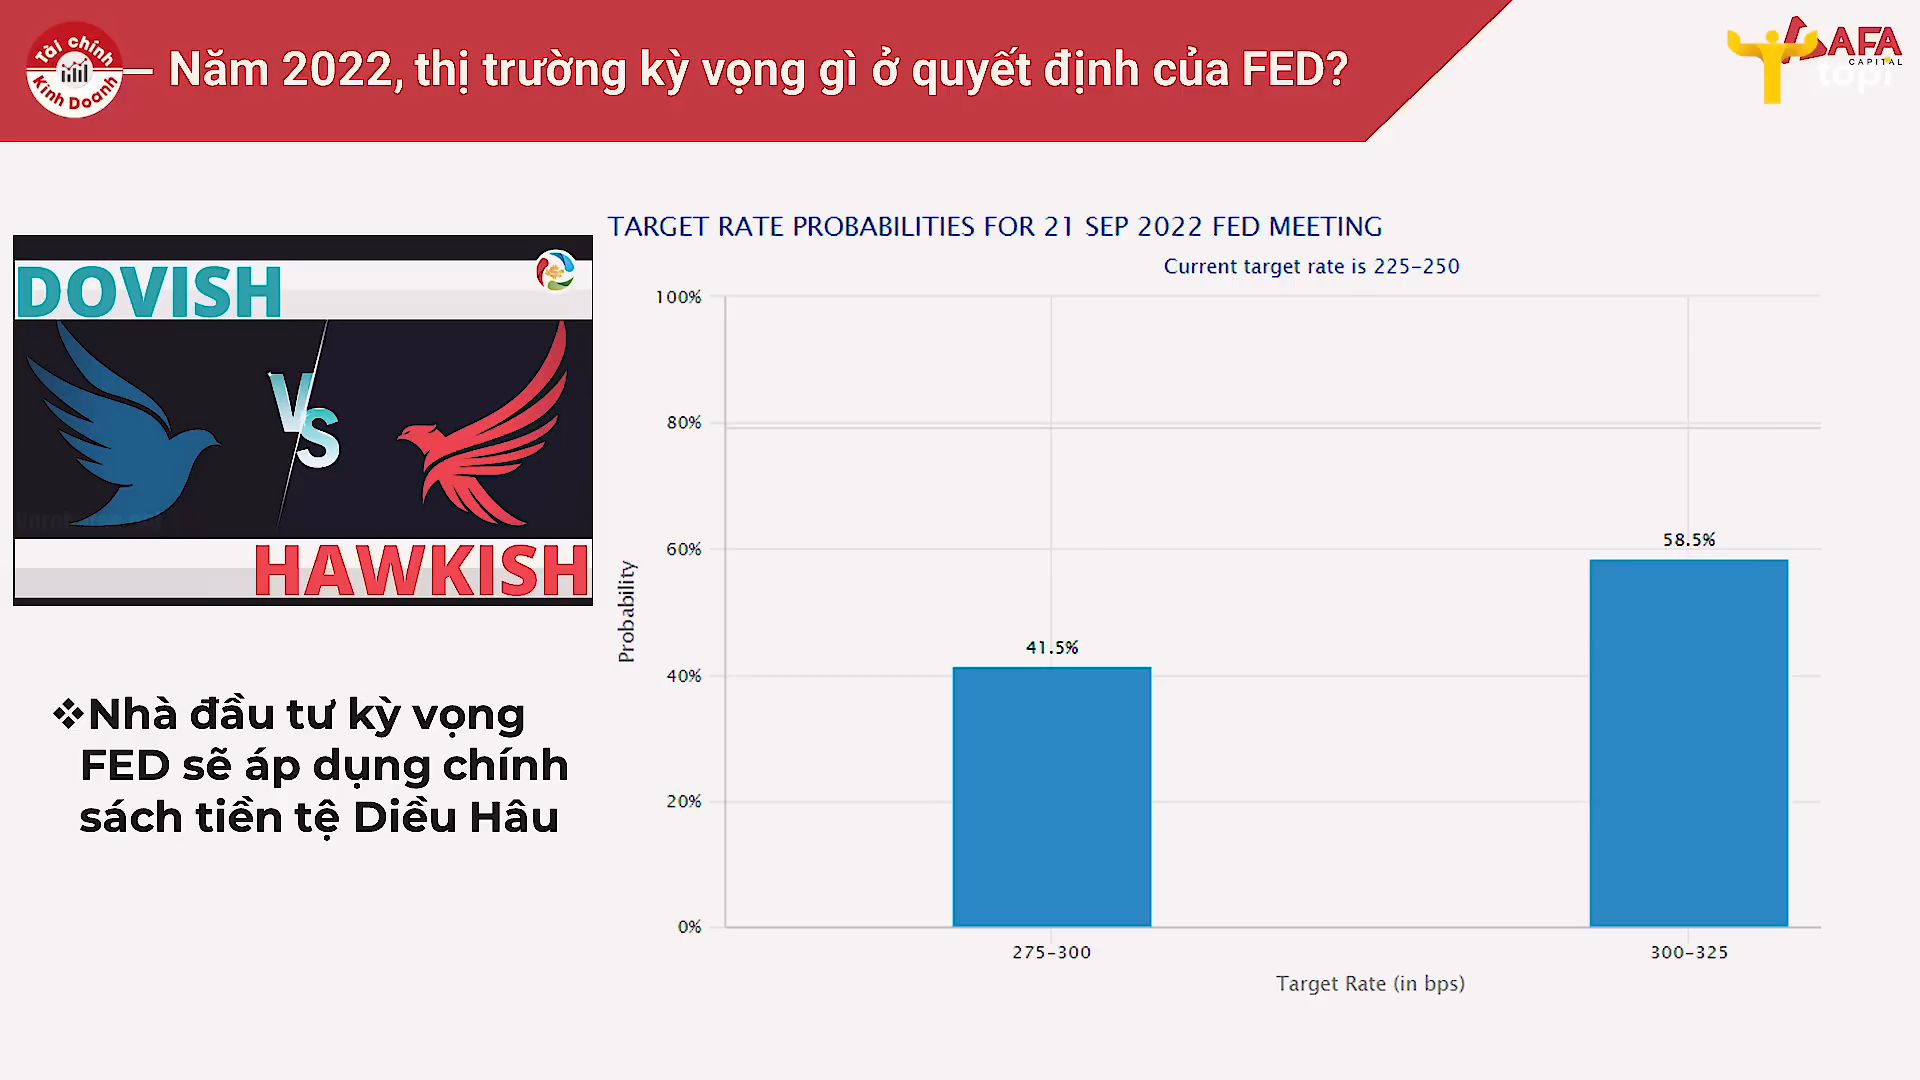 Tài chính
Kinh Doanh
Năm 2022, thị trường kỳ vọng gì ở quyết định của FED?
AFA
CAPITAL
topi
DOVISH
VS
HAWKISH
❖Nhà đầu tư kỳ vọng
FED sẽ áp dụng chính
sách tiền tệ Diều Hâu
TARGET RATE PROBABILITIES FOR 21 SEP 2022 FED MEETING
Current target rate is 225-250
100%
80%
60%
40%
20%
0%
Probability
41.5%
58.5%
275-300
300-325
Target Rate (in bps)